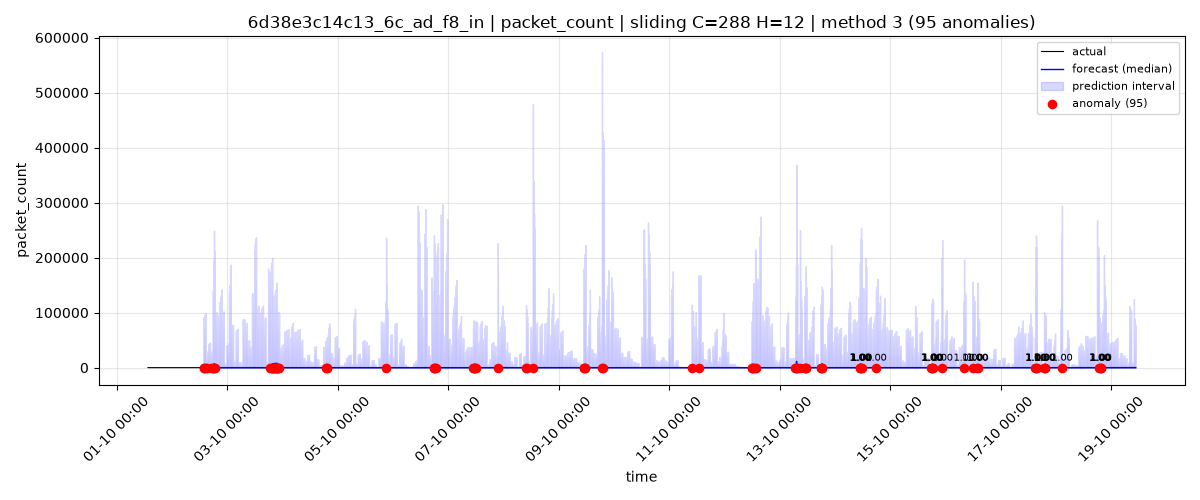 6d38e3c14c13_6c_ad_f8_in | packet_count | sliding C=288 H=12 | method 3 (95 anomalies)
actual
forecast (median)
prediction interval
anomaly (95)
packet_count
600000
500000
400000
300000
200000
100000
0
01-10 00:00
03-10 00:00
05-10 00:00
07-10 00:00
09-10 00:00
11-10 00:00
13-10 00:00
15-10 00:00
17-10 00:00
19-10 00:00
time